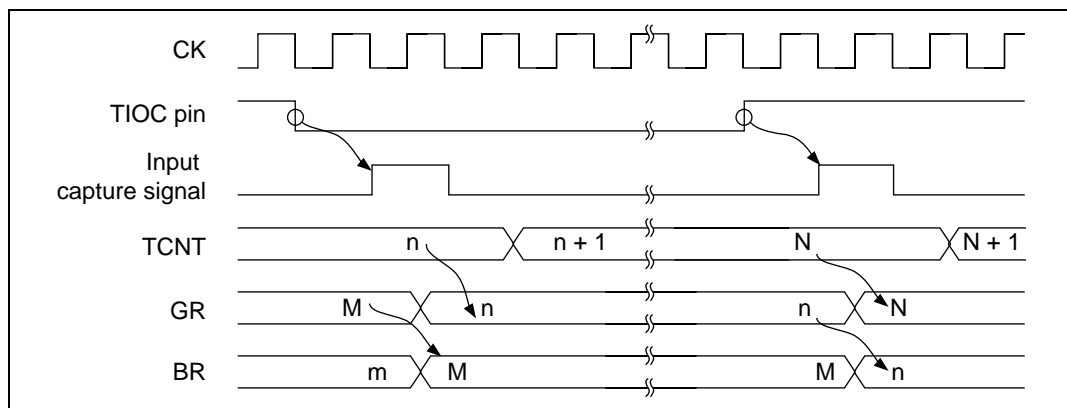 CK
TIOC pin
Input
capture signal
TCNT n n + 1 N N + 1
GR M n n N
BR m M M n